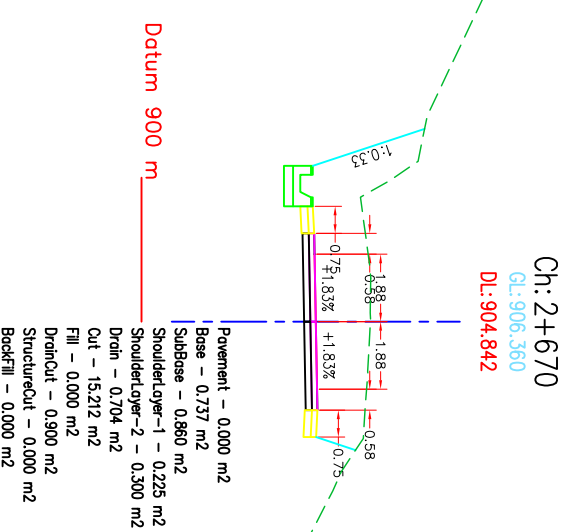 Ch: 2+670
GL:906.360
DL:904.842
Datum 900 m
1:0.33
0.75
0.58
1.88
+1.83%
+1.83%
1.88
0.58
0.75
Pavement - 0.000 m2
Base - 0.737 m2
SubBase - 0.860 m2
ShoulderLayer-1 - 0.225 m2
ShoulderLayer-2 - 0.300 m2
Drain - 0.704 m2
Cut - 15.212 m2
Fill - 0.000 m2
DrainCut - 0.900 m2
StructureCut - 0.000 m2
BackFill - 0.000 m2